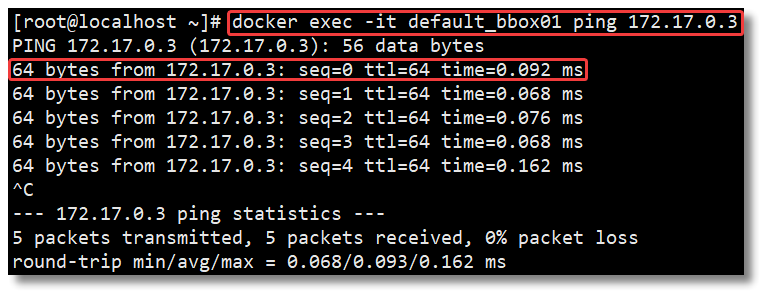 [root@localhost ~]# docker exec -it default_bbox01 ping 172.17.0.3
PING 172.17.0.3 (172.17.0.3): 56 data bytes
64 bytes from 172.17.0.3: seq=0 ttl=64 time=0.092 ms
64 bytes from 172.17.0.3: seq=1 ttl=64 time=0.068 ms
64 bytes from 172.17.0.3: seq=2 ttl=64 time=0.076 ms
64 bytes from 172.17.0.3: seq=3 ttl=64 time=0.068 ms
64 bytes from 172.17.0.3: seq=4 ttl=64 time=0.162 ms
^C
--- 172.17.0.3 ping statistics ---
5 packets transmitted, 5 packets received, 0% packet loss
round-trip min/avg/max = 0.068/0.093/0.162 ms